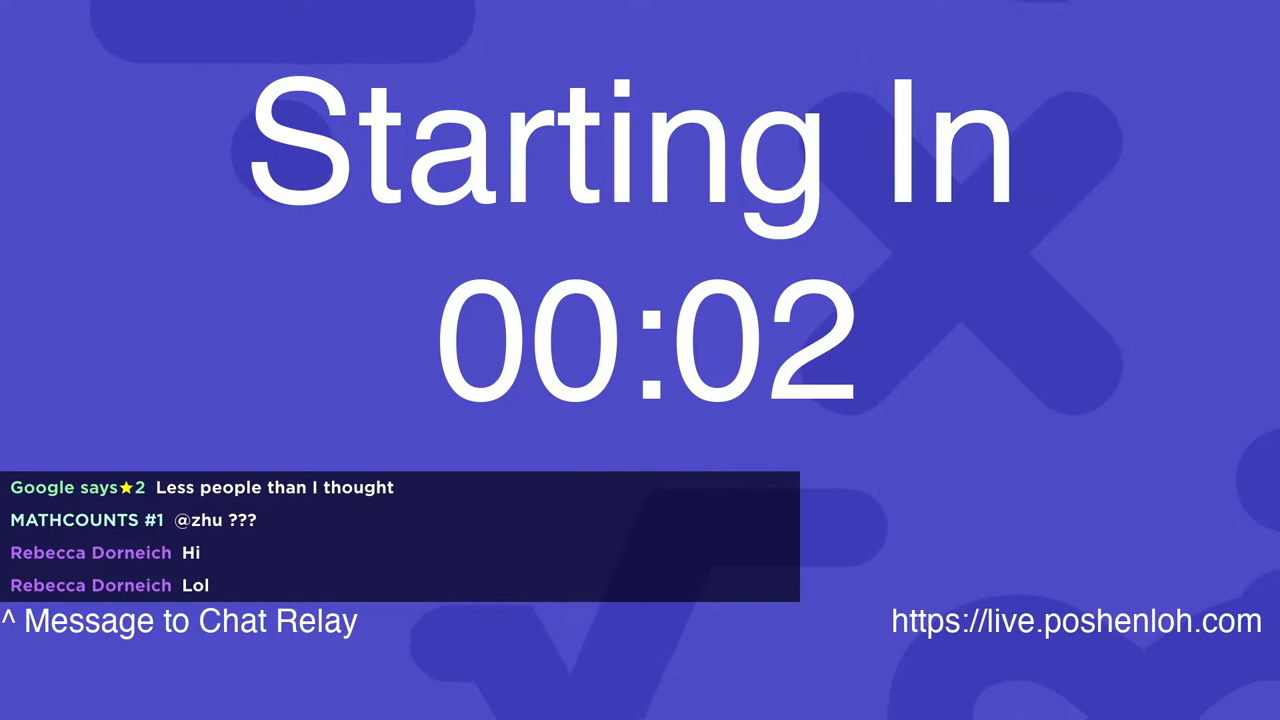 Starting In
00:02
Google says⭐2 Less people than I thought
MATHCOUNTS #1 @zhu ???
Rebecca Dorneich Hi
Rebecca Dorneich Lol
^ Message to Chat Relay
https://live.poshenloh.com